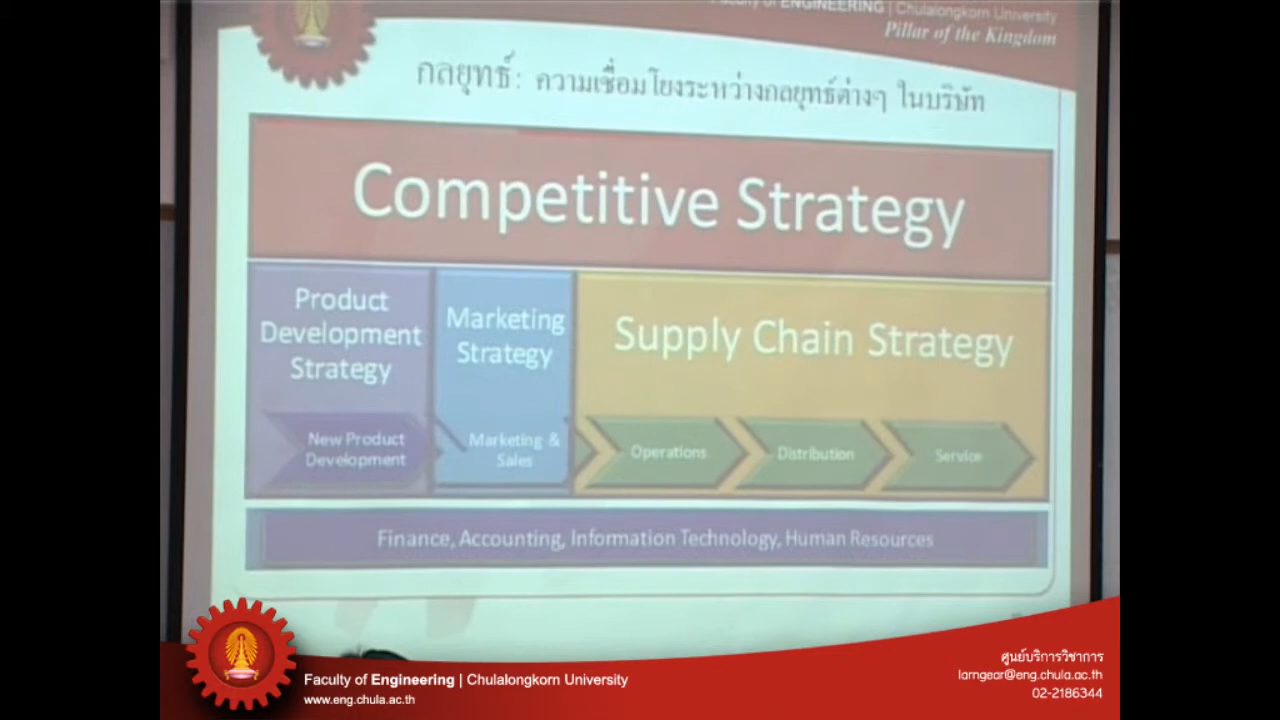 Faculty of ENGINEERING | Chulalongkorn University
Pillar of the Kingdom
กลยุทธ์: ความเชื่อมโยงระหว่างกลยุทธ์ต่างๆ ในบริษัท
Competitive Strategy
Product
Development
Strategy
Marketing
Strategy
Supply Chain Strategy
New Product
Development
Marketing &
Sales
Operations
Distribution
Service
Finance, Accounting, Information Technology, Human Resources
Faculty of Engineering | Chulalongkorn University
www.eng.chula.ac.th
ศูนย์บริการวิชาการ
larngear@eng.chula.ac.th
02-2186344